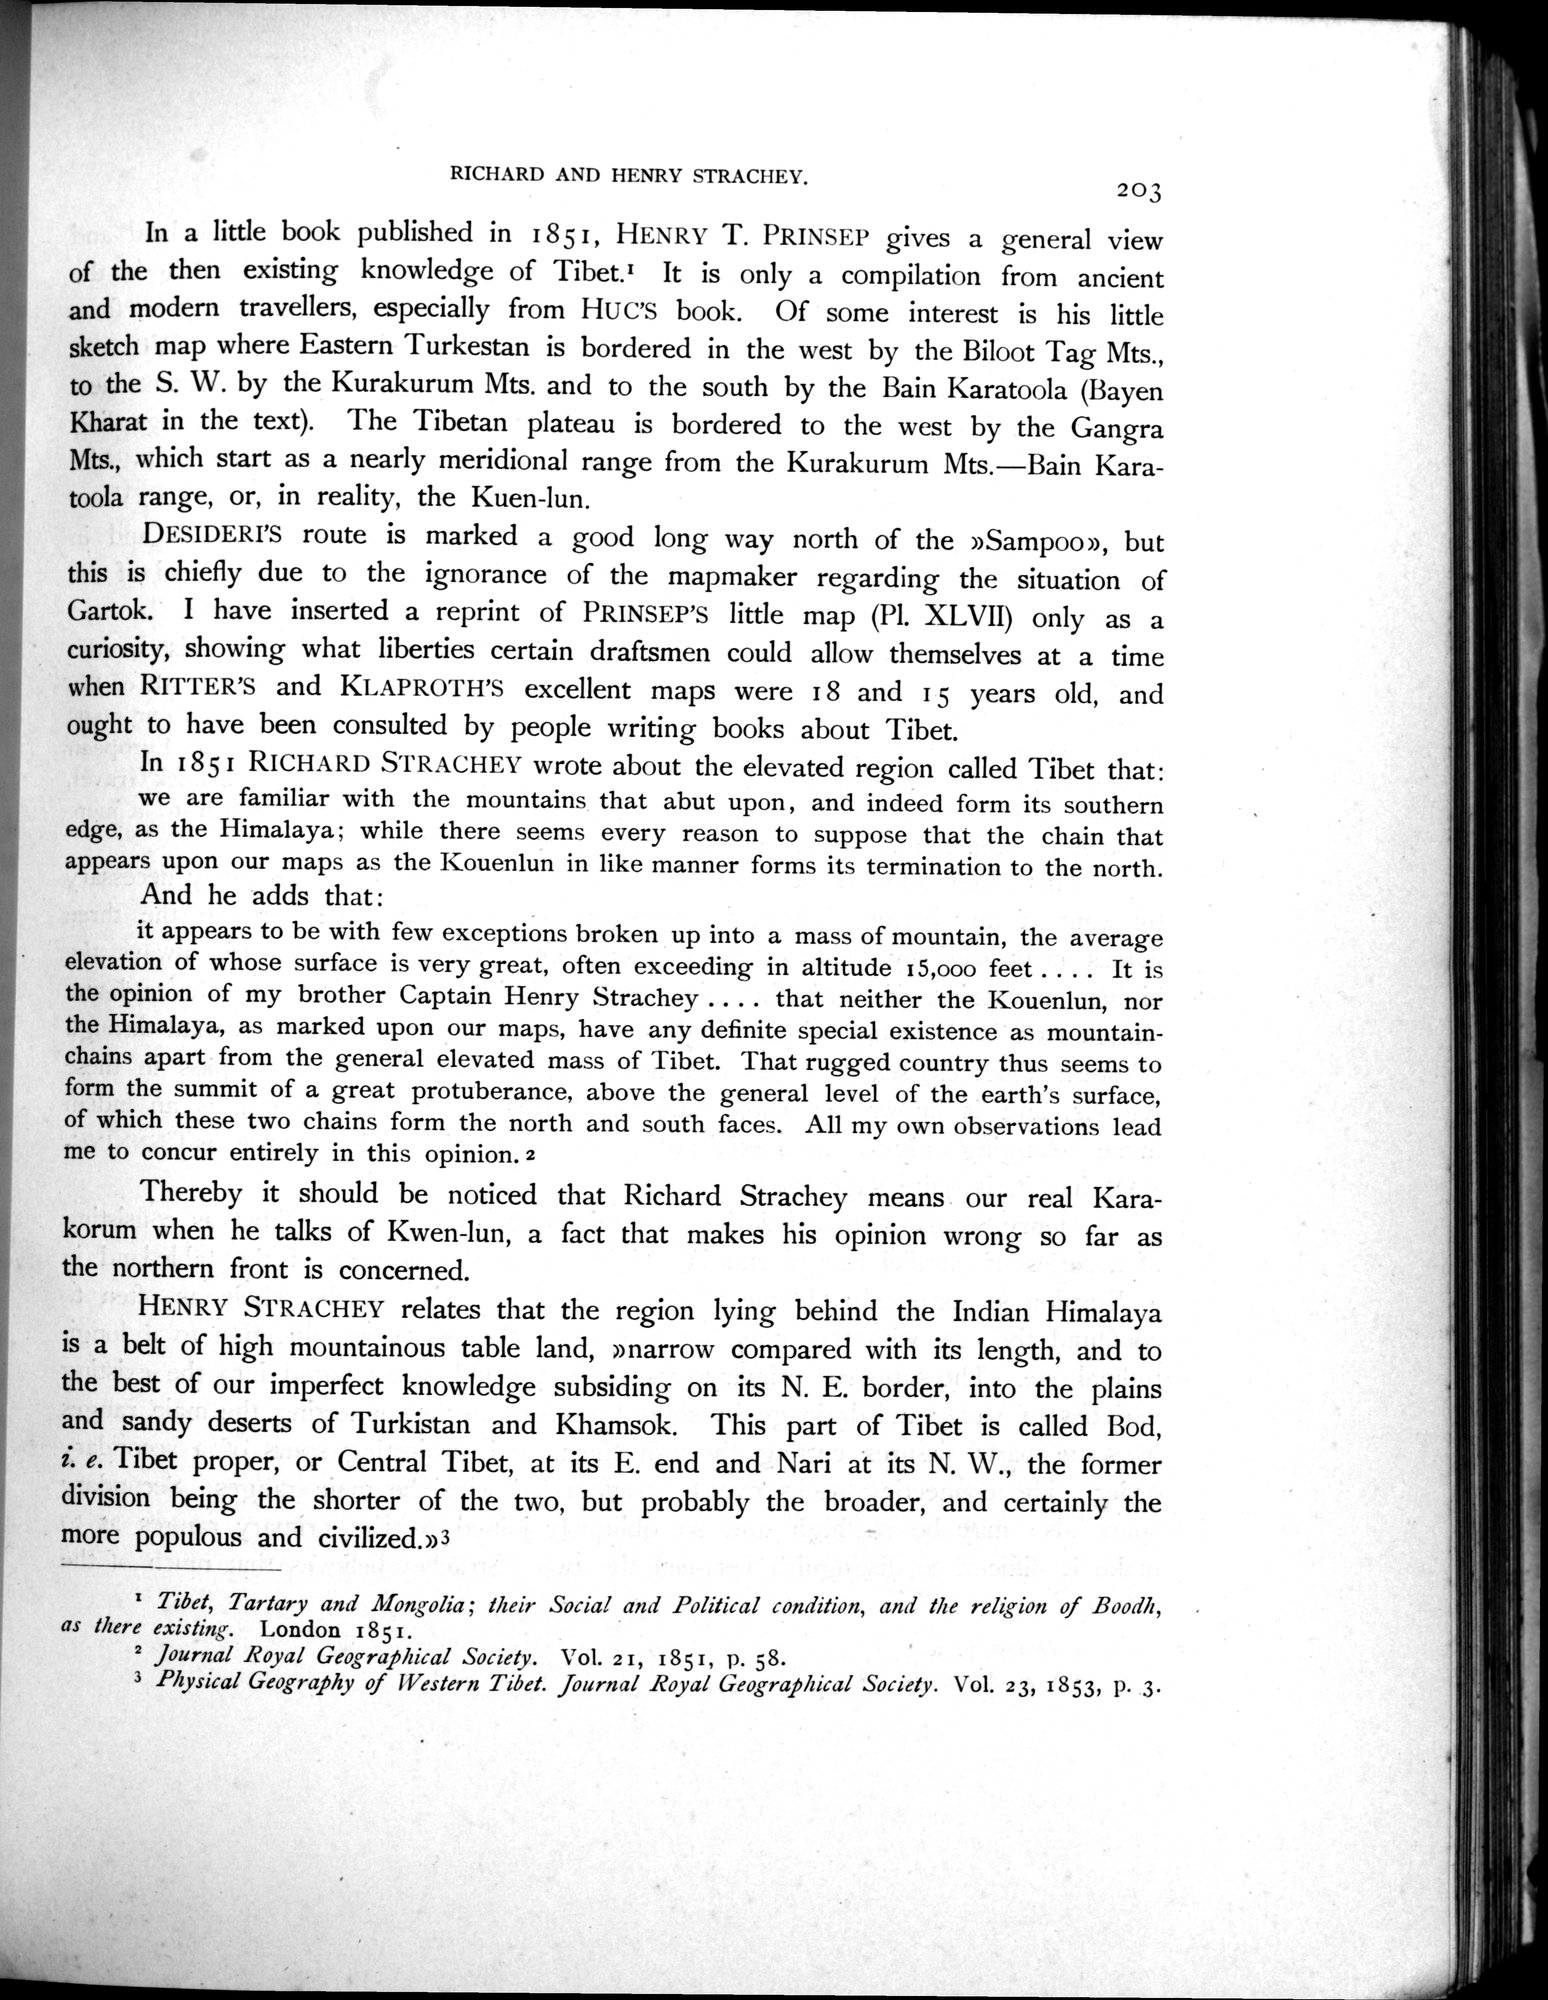 RICHARD AND HENRY STRACHEY.
203
In a little book published in 1851, HENRY T. PRINSEP gives a general view
of the then existing knowledge of Tibet.¹ It is only a compilation from ancient
and modern travellers, especially from HUC'S book. Of some interest is his little
sketch map where Eastern Turkestan is bordered in the west by the Biloot Tag Mts.,
to the S. W. by the Kurakurum Mts. and to the south by the Bain Karatoola (Bayen
Kharat in the text). The Tibetan plateau is bordered to the west by the Gangra
Mts., which start as a nearly meridional range from the Kurakurum Mts.—Bain Kara-
toola range, or, in reality, the Kuen-lun.
DESIDERI'S route is marked a good long way north of the »Sampoo», but
this is chiefly due to the ignorance of the mapmaker regarding the situation of
Gartok. I have inserted a reprint of PRINSEP'S little map (Pl. XLVII) only as a
curiosity, showing what liberties certain draftsmen could allow themselves at a time
when RITTER'S and KLAPROTH'S excellent maps were 18 and 15 years old, and
ought to have been consulted by people writing books about Tibet.
In 1851 RICHARD STRACHEY wrote about the elevated region called Tibet that:
we are familiar with the mountains that abut upon, and indeed form its southern
edge, as the Himalaya; while there seems every reason to suppose that the chain that
appears upon our maps as the Kouenlun in like manner forms its termination to the north.
And he adds that:
it appears to be with few exceptions broken up into a mass of mountain, the average
elevation of whose surface is very great, often exceeding in altitude 15,000 feet .... It is
the opinion of my brother Captain Henry Strachey .... that neither the Kouenlun, nor
the Himalaya, as marked upon our maps, have any definite special existence as mountain-
chains apart from the general elevated mass of Tibet. That rugged country thus seems to
form the summit of a great protuberance, above the general level of the earth's surface,
of which these two chains form the north and south faces. All my own observations lead
me to concur entirely in this opinion. ²
Thereby it should be noticed that Richard Strachey means our real Kara-
korum when he talks of Kwen-lun, a fact that makes his opinion wrong so far as
the northern front is concerned.
HENRY STRACHEY relates that the region lying behind the Indian Himalaya
is a belt of high mountainous table land, »narrow compared with its length, and to
the best of our imperfect knowledge subsiding on its N. E. border, into the plains
and sandy deserts of Turkistan and Khamsok. This part of Tibet is called Bod,
i. e. Tibet proper, or Central Tibet, at its E. end and Nari at its N. W., the former
division being the shorter of the two, but probably the broader, and certainly the
more populous and civilized.»³
¹ Tibet, Tartary and Mongolia; their Social and Political condition, and the religion of Boodh,
as there existing. London 1851.
² Journal Royal Geographical Society. Vol. 21, 1851, p. 58.
³ Physical Geography of Western Tibet. Journal Royal Geographical Society. Vol. 23, 1853, p. 3.